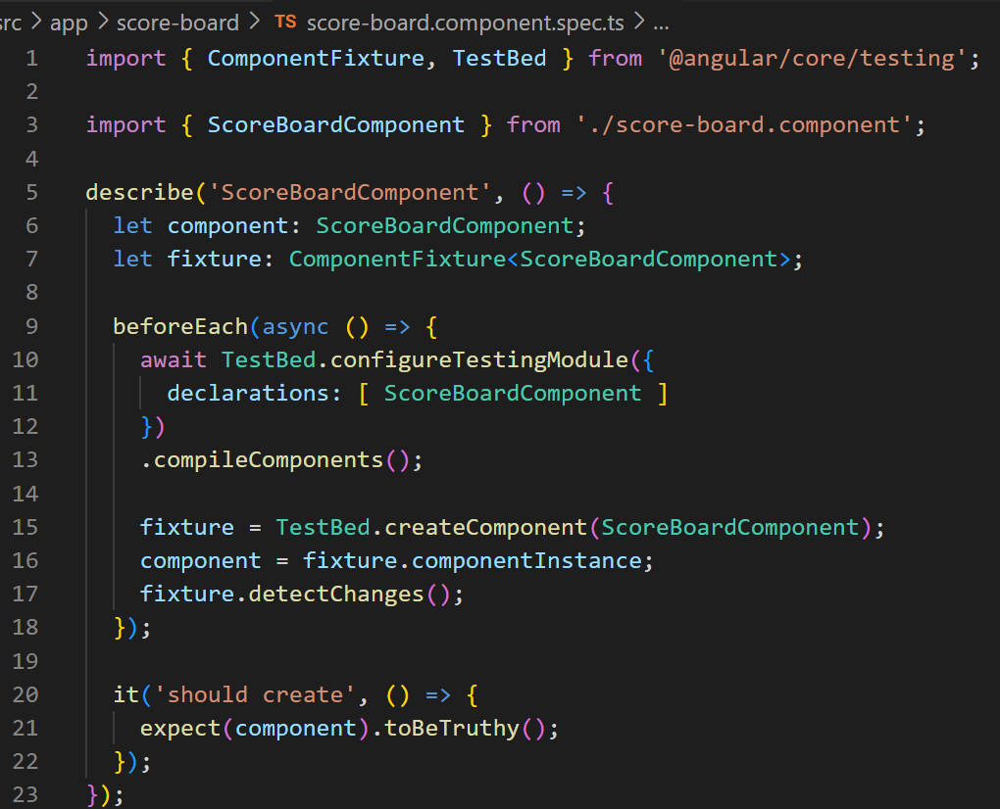 src > app > score-board > TS score-board.component.spec.ts > ...
1 import { ComponentFixture, TestBed } from '@angular/core/testing';
2
3 import { ScoreBoardComponent } from './score-board.component';
4
5 describe('ScoreBoardComponent', () => {
6   let component: ScoreBoardComponent;
7   let fixture: ComponentFixture<ScoreBoardComponent>;
8
9   beforeEach(async () => {
10     await TestBed.configureTestingModule({
11       declarations: [ ScoreBoardComponent ]
12     })
13     .compileComponents();
14
15     fixture = TestBed.createComponent(ScoreBoardComponent);
16     component = fixture.componentInstance;
17     fixture.detectChanges();
18   });
19
20   it('should create', () => {
21     expect(component).toBeTruthy();
22   });
23 });